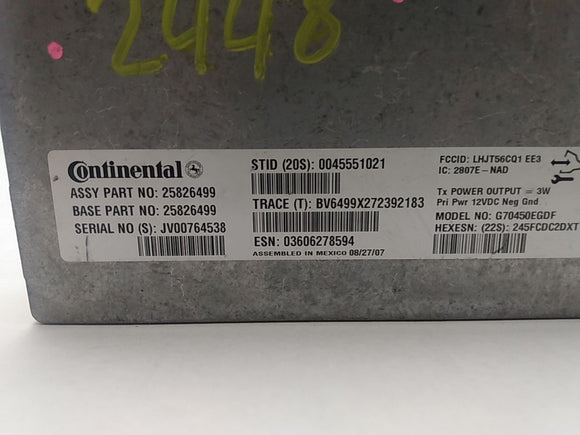 2448
Continental
ASSY PART NO: 25826499
BASE PART NO: 25826499
SERIAL NO (S): JV00764538
STID (20S): 0045551021
TRACE (T): BV6499X272392183
ESN: 03606278594
ASSEMBLED IN MEXICO 08/27/07
FCCID: LHJT56CQ1 EE3
IC: 2807E-NAD
Tx POWER OUTPUT = 3W
Pri Pwr 12VDC Neg Gnd
MODEL NO: G70450EGDF
HEXESN: (22S): 245FCDC2DXT